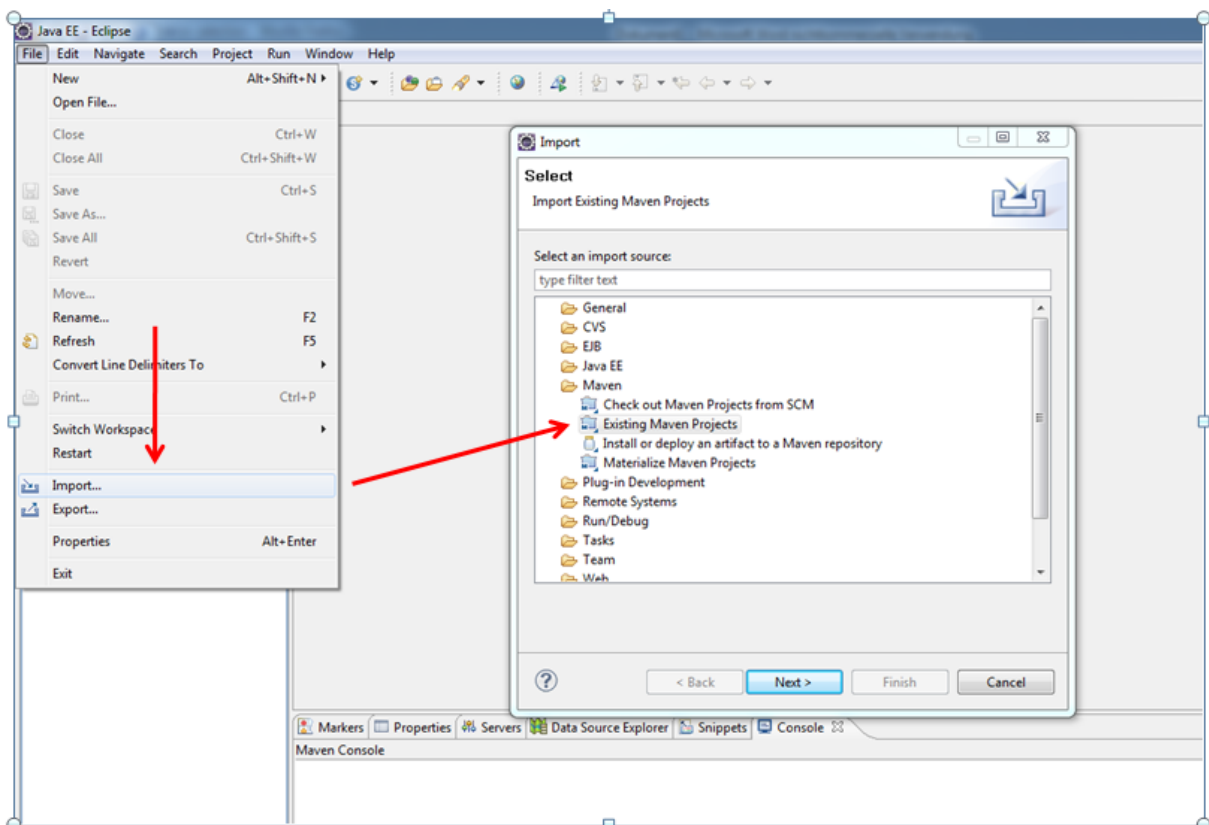 Java EE - Eclipse
File Edit Navigate Search Project Run Window Help
New Alt+Shift+N
Open File...
Close Ctrl+W
Close All Ctrl+Shift+W
Save Ctrl+S
Save As...
Save All Ctrl+Shift+S
Revert
Move...
Rename... F2
Refresh F5
Convert Line Delimiters To
Print... Ctrl+P
Switch Workspace
Restart
Import...
Export...
Properties Alt+Enter
Exit
Import
Select
Import Existing Maven Projects
Select an import source:
type filter text
General
CVS
EJB
Java EE
Maven
Check out Maven Projects from SCM
Existing Maven Projects
Install or deploy an artifact to a Maven repository
Materialize Maven Projects
Plug-in Development
Remote Systems
Run/Debug
Tasks
Team
Web
< Back Next > Finish Cancel
Markers Properties Servers Data Source Explorer Snippets Console
Maven Console